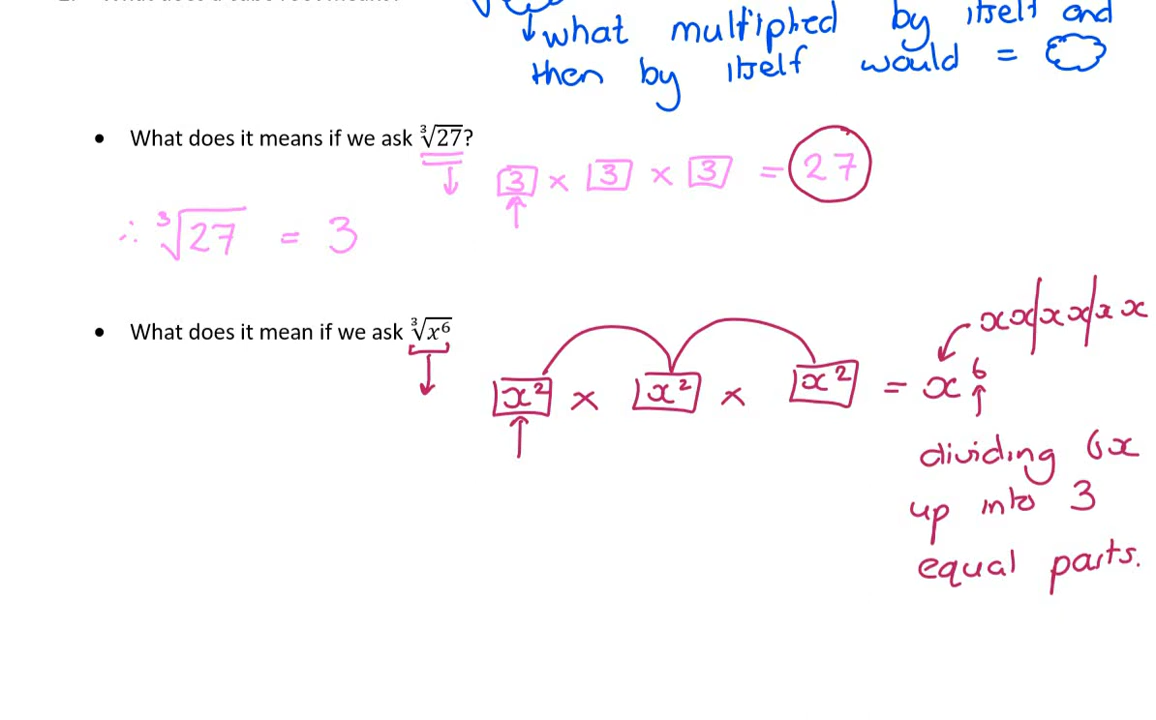 ↓what multiplied by itself and
then by itself would =
• What does it means if we ask ∛27?
↓ 3 × 3 × 3 = 27
↑
∴ ∛27 = 3
• What does it mean if we ask ∛x⁶
xx/xx/xx
↓ x² × x² × x² = x⁶
↑ ↑
dividing 6x
up into 3
equal parts.